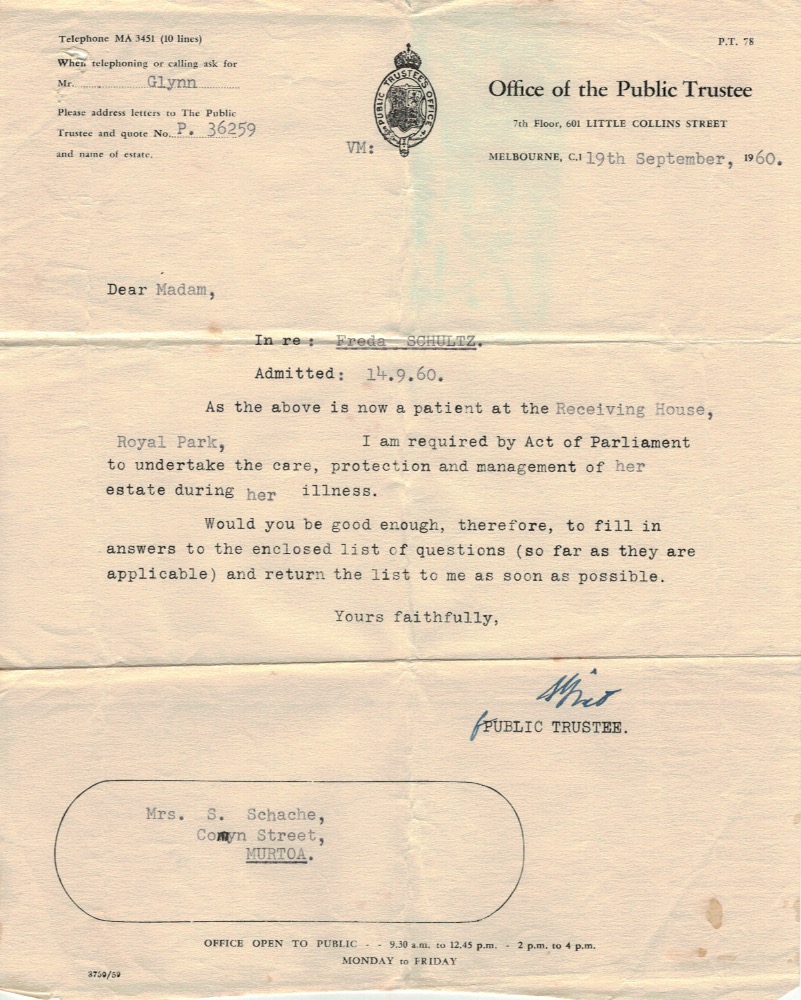 Telephone MA 3451 (10 lines)
When telephoning or calling ask for
Mr. Glynn
Please address letters to The Public
Trustee and quote No. P. 36259
and name of estate.
VM:
PUBLIC TRUSTEE'S OFFICE
P.T. 78
Office of the Public Trustee
7th Floor, 601 LITTLE COLLINS STREET
MELBOURNE, C.1 19th September, 1960.
Dear Madam,
In re : Freda SCHULTZ.
Admitted: 14.9.60.
As the above is now a patient at the Receiving House,
Royal Park, I am required by Act of Parliament
to undertake the care, protection and management of her
estate during her illness.
Would you be good enough, therefore, to fill in
answers to the enclosed list of questions (so far as they are
applicable) and return the list to me as soon as possible.
Yours faithfully,
PUBLIC TRUSTEE.
Mrs. S. Schache,
Comyn Street,
MURTOA.
OFFICE OPEN TO PUBLIC - - 9.30 a.m. to 12.45 p.m. - 2 p.m. to 4 p.m.
MONDAY to FRIDAY
3750/59